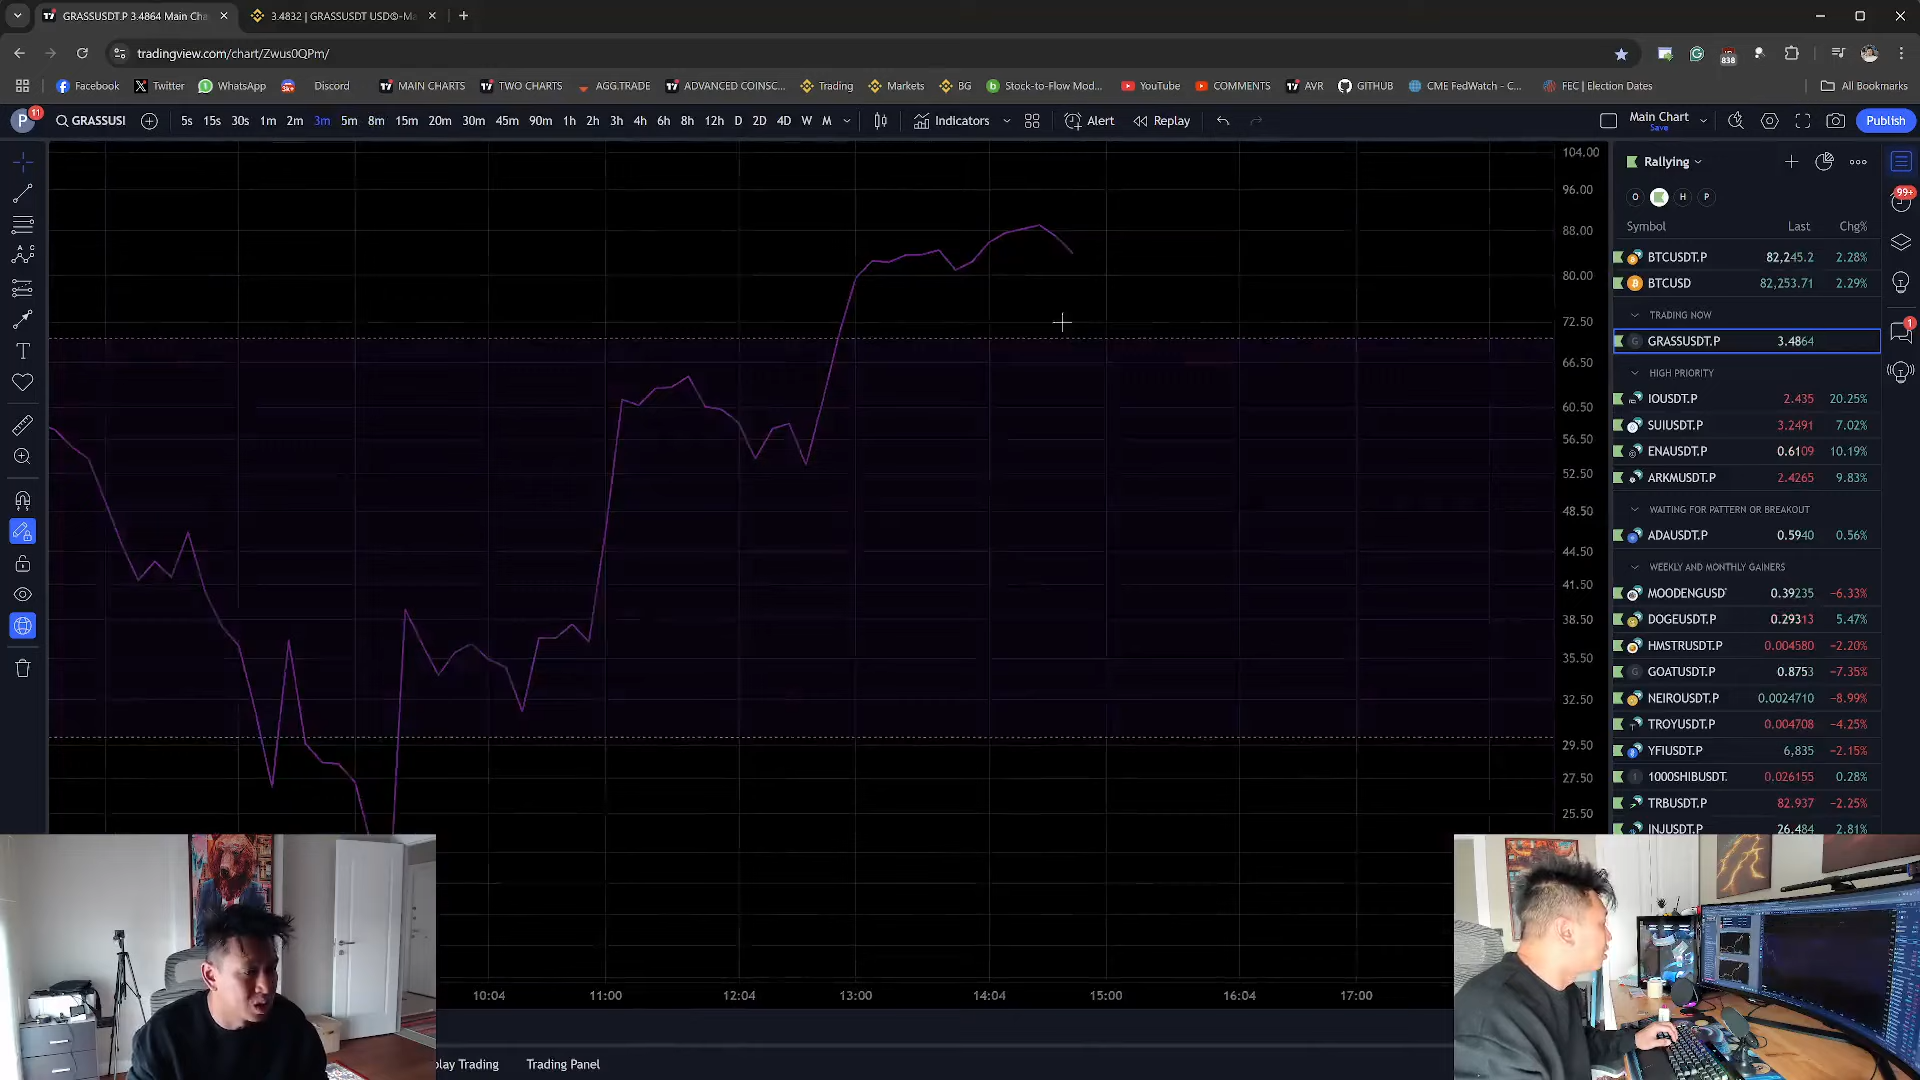 GRASSUSDT.P 3.4864 Main Cha
3.4832 | GRASSUSDT USDⓈ-Ma
tradingview.com/chart/Zwus0QPm/
838
Facebook
Twitter
WhatsApp
3k+
Discord
MAIN CHARTS
TWO CHARTS
AGG.TRADE
ADVANCED COINSC...
Trading
Markets
BG
Stock-to-Flow Mod...
YouTube
COMMENTS
AVR
GITHUB
CME FedWatch - C...
FEC | Election Dates
All Bookmarks
P
11
GRASSUSI
5s 15s 30s 1m 2m 3m 5m 8m 15m 20m 30m 45m 90m 1h 2h 3h 4h 6h 8h 12h D 2D 4D W M
Indicators
Alert
Replay
Main Chart
Save
Publish
104.00
96.00
88.00
80.00
72.50
66.50
60.50
56.50
52.50
48.50
44.50
41.50
38.50
35.50
32.50
29.50
27.50
25.50
Rallying
O H P
99+
1
Symbol Last Chg%
BTCUSDT.P 82,245.2 2.28%
BTCUSD 82,253.71 2.29%
TRADING NOW
GRASSUSDT.P 3.4864
HIGH PRIORITY
IOUSDT.P 2.435 20.25%
SUIUSDT.P 3.2491 7.02%
ENAUSDT.P 0.6109 10.19%
ARKMUSDT.P 2.4265 9.83%
WAITING FOR PATTERN OR BREAKOUT
ADAUSDT.P 0.5940 0.56%
WEEKLY AND MONTHLY GAINERS
MOODENGUSD 0.39235 −6.33%
DOGEUSDT.P 0.29313 5.47%
HMSTRUSDT.P 0.004580 −2.20%
GOATUSDT.P 0.8753 −7.35%
NEIROUSDT.P 0.0024710 −8.99%
TROYUSDT.P 0.004708 −4.25%
YFIUSDT.P 6,835 −2.15%
1000SHIBUSDT. 0.026155 0.28%
TRBUSDT.P 82.937 −2.25%
INJUSDT.P 26.484 2.81%
10:04 11:00 12:04 13:00 14:04 15:00 16:04 17:00
play Trading
Trading Panel